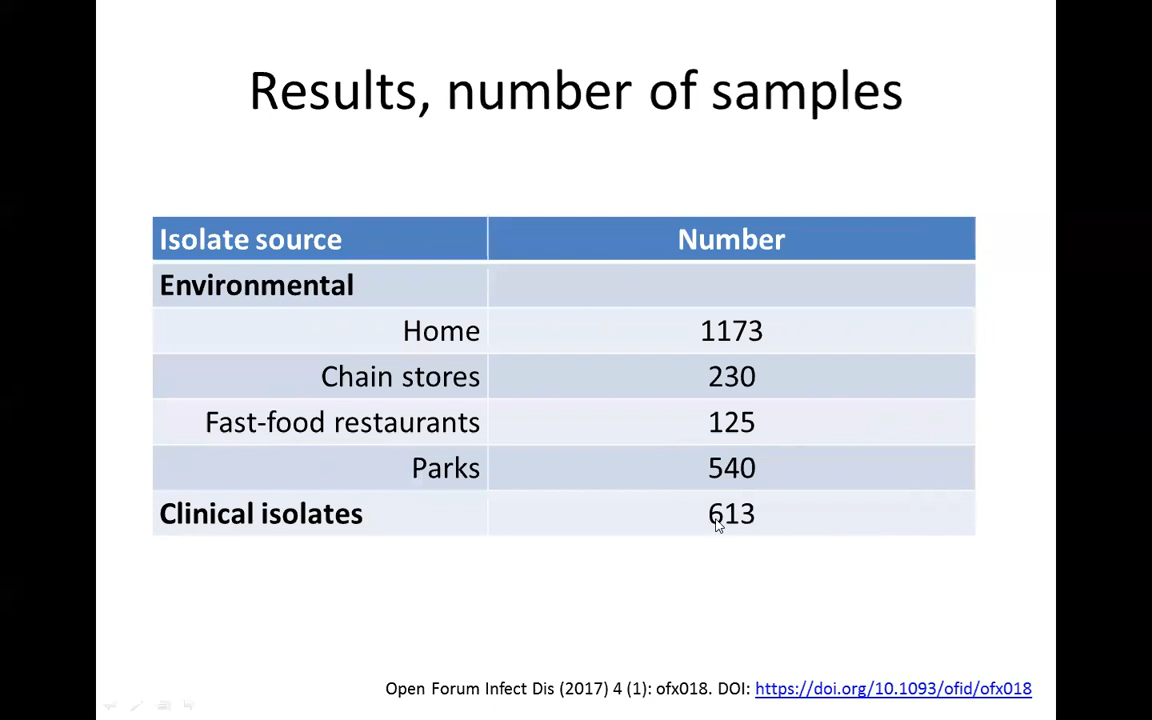 Results, number of samples
Isolate source Number
Environmental
Home 1173
Chain stores 230
Fast-food restaurants 125
Parks 540
Clinical isolates 613
Open Forum Infect Dis (2017) 4 (1): ofx018. DOI: https://doi.org/10.1093/ofid/ofx018